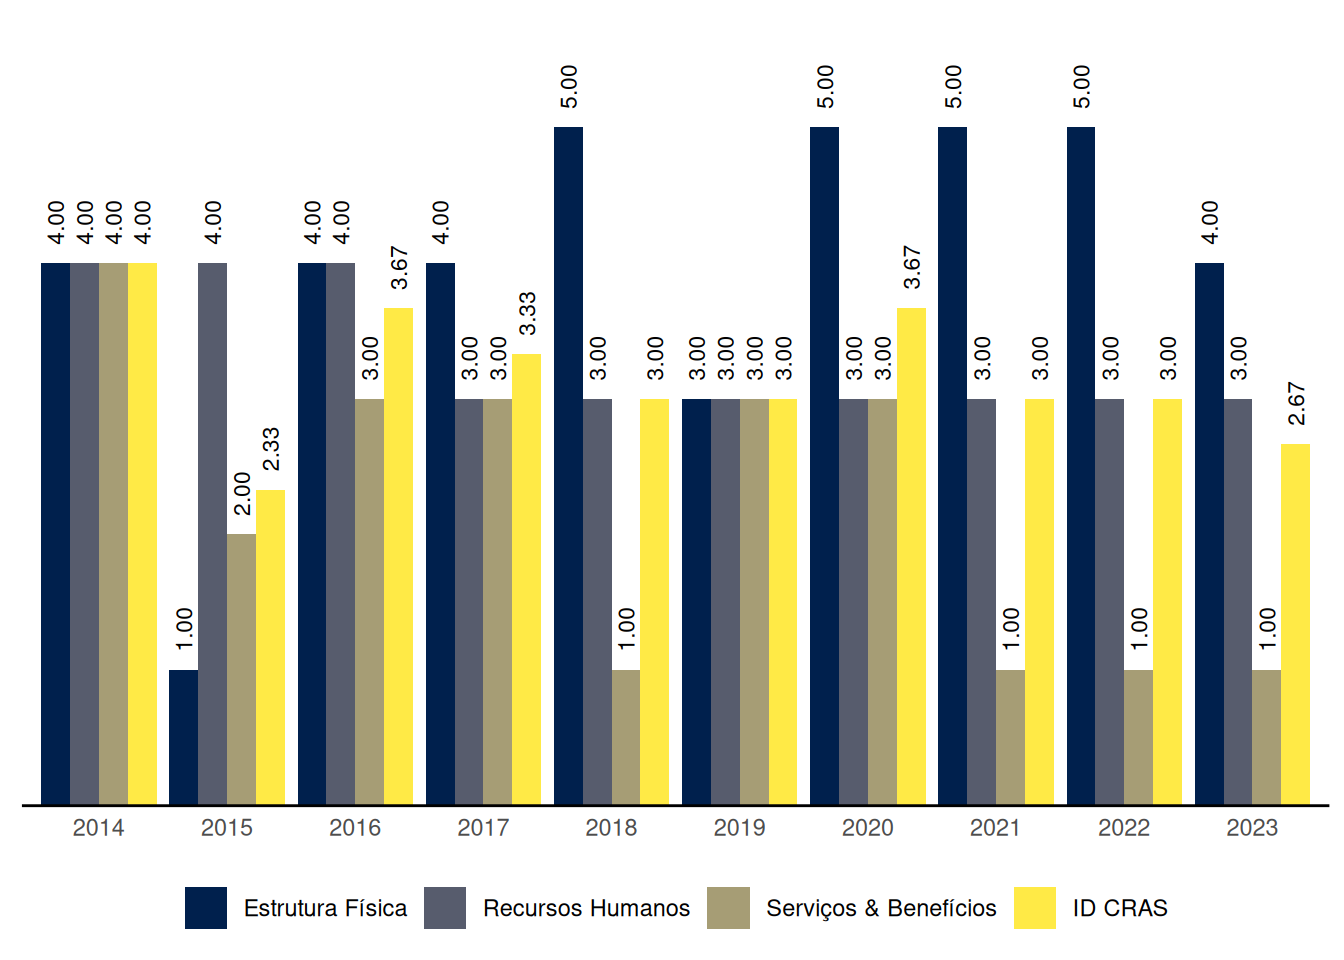 5.00 5.00 5.00 5.00
4.00 4.00 4.00 4.00 4.00 4.00 4.00 4.00 4.00
3.67 3.67
3.33
3.00 3.00 3.00 3.00 3.00 3.00 3.00 3.00 3.00 3.00 3.00 3.00 3.00 3.00 3.00 3.00
2.67
2.33
2.00
1.00 1.00 1.00 1.00 1.00
2014 2015 2016 2017 2018 2019 2020 2021 2022 2023
Estrutura Física Recursos Humanos Serviços & Benefícios ID CRAS